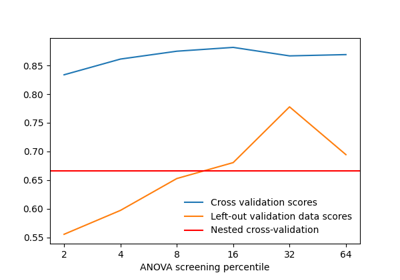 0.85
0.80
0.75
0.70
0.65
0.60
0.55
Cross validation scores
Left-out validation data scores
Nested cross-validation
2 4 8 16 32 64
ANOVA screening percentile